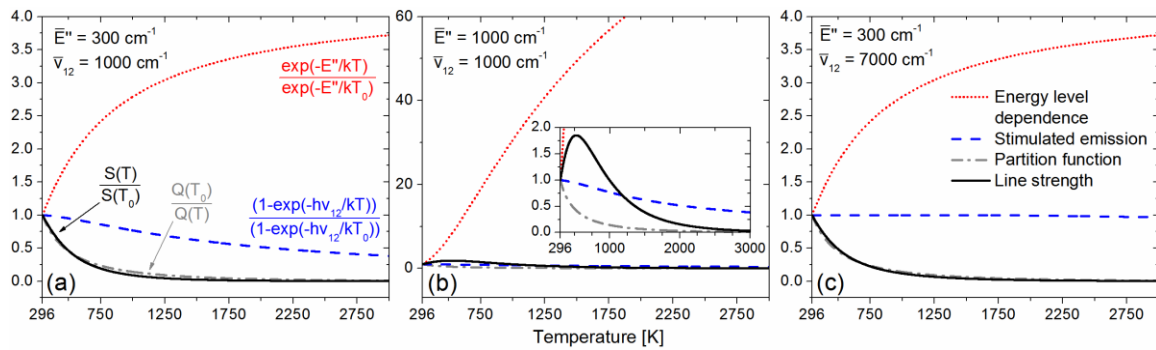 4.0
3.5
3.0
2.5
2.0
1.5
1.0
0.5
0.0
Ē" = 300 cm⁻¹
v̄₁₂ = 1000 cm⁻¹
exp(-E"/kT)
exp(-E"/kT₀)
S(T)
S(T₀)
Q(T₀)
Q(T)
(1-exp(-hv₁₂/kT))
(1-exp(-hv₁₂/kT₀))
(a)
296 750 1250 1750 2250 2750
60
40
20
0
Ē" = 1000 cm⁻¹
v̄₁₂ = 1000 cm⁻¹
2.0
1.5
1.0
0.5
0.0
296 1000 2000 3000
(b)
296 750 1250 1750 2250 2750
Temperature [K]
4.0
3.5
3.0
2.5
2.0
1.5
1.0
0.5
0.0
Ē" = 300 cm⁻¹
v̄₁₂ = 7000 cm⁻¹
Energy level
dependence
Stimulated emission
Partition function
Line strength
(c)
296 750 1250 1750 2250 2750